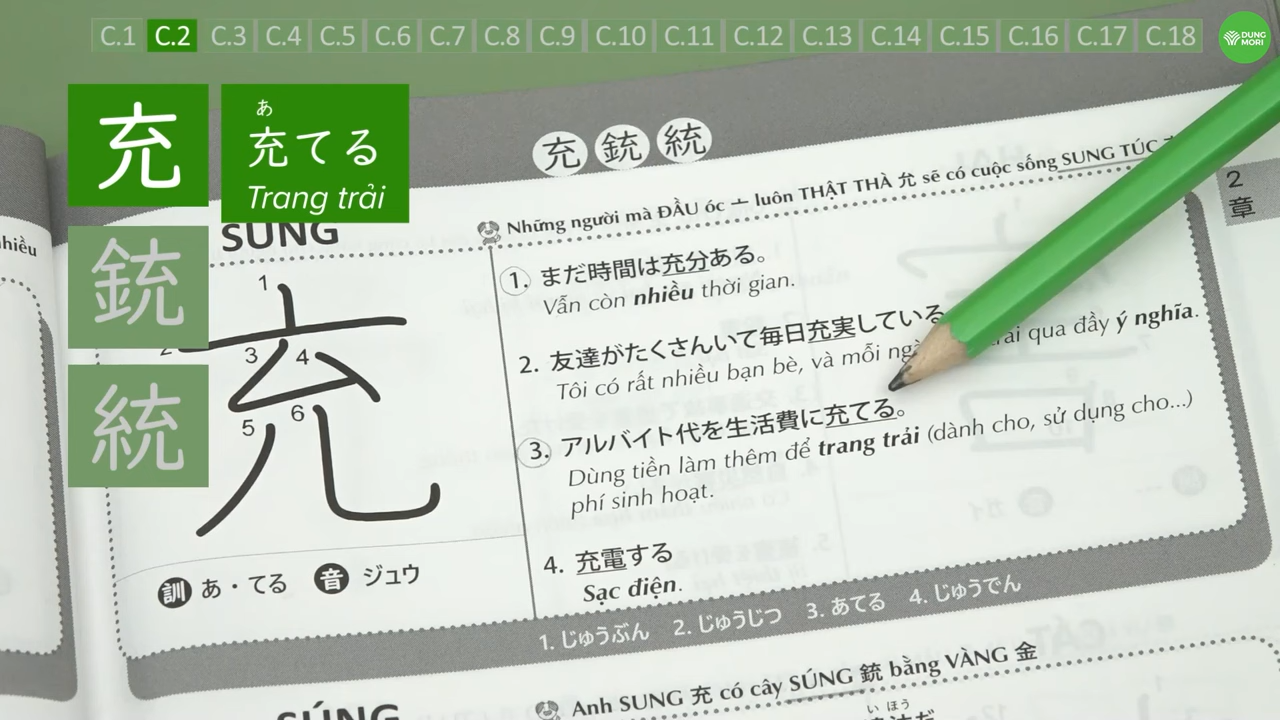 C.1 C.2 C.3 C.4 C.5 C.6 C.7 C.8 C.9 C.10 C.11 C.12 C.13 C.14 C.15 C.16 C.17 C.18
DUNG
MORI
充
あ
充てる
Trang trải
銃
統
充 銃 統
2
章
SUNG
Những người mà ĐẦU óc 亠 luôn THẬT THÀ 允 sẽ có cuộc sống SUNG TÚC
1 2 3 4 5 6
充
訓 あ・てる 音 ジュウ
1. まだ時間は充分ある。
Vẫn còn nhiều thời gian.
2. 友達がたくさんいて毎日充実している
Tôi có rất nhiều bạn bè, và mỗi qua đầy ý nghĩa.
3. アルバイト代を生活費に充てる。
Dùng tiền làm thêm để trang trải (dành cho, sử dụng cho...)
phí sinh hoạt.
4. 充電する
Sạc điện.
1. じゅうぶん 2. じゅうじつ 3. あてる 4. じゅうでん
SÚNG
Anh SUNG 充 có cây SÚNG 銃 bằng VÀNG 金
い ほう